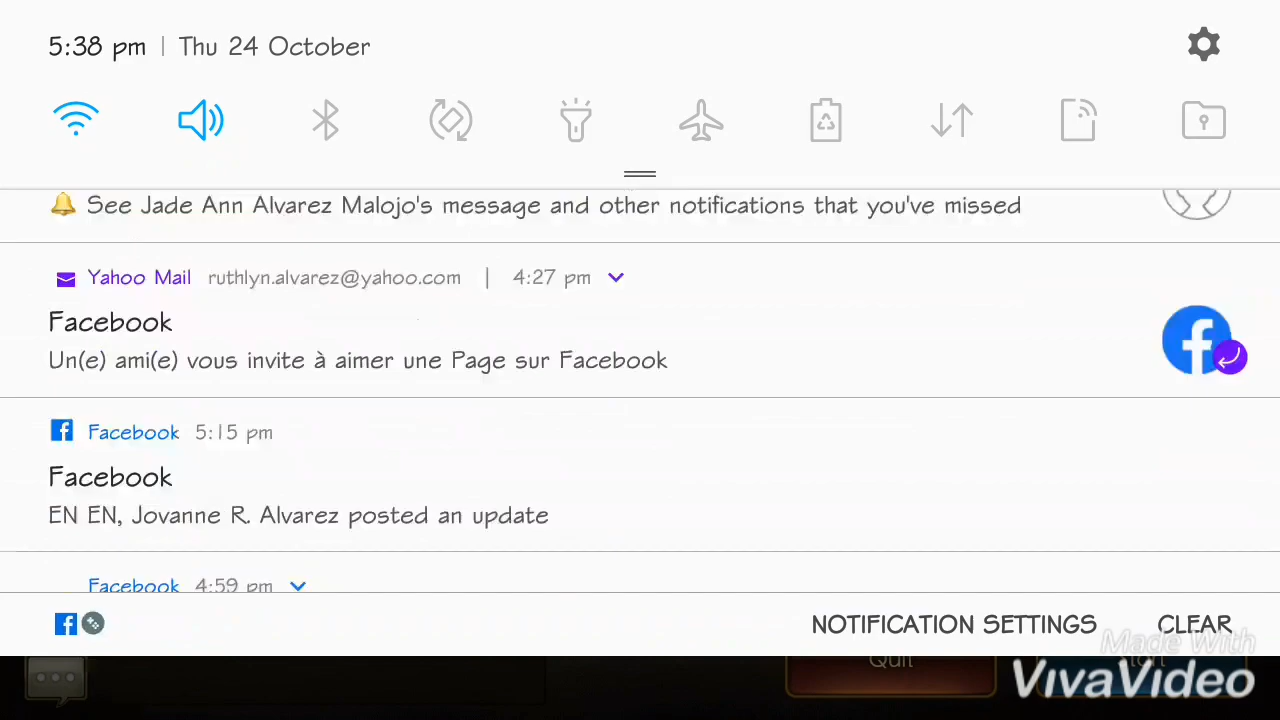 5:38 pm | Thu 24 October
🔔 See Jade Ann Alvarez Malojo's message and other notifications that you've missed
Yahoo Mail ruthlyn.alvarez@yahoo.com | 4:27 pm
Facebook
Un(e) ami(e) vous invite à aimer une Page sur Facebook
Facebook 5:15 pm
Facebook
EN EN, Jovanne R. Alvarez posted an update
Facebook 4:59 pm
NOTIFICATION SETTINGS CLEAR
Quit
Made With
VivaVideo